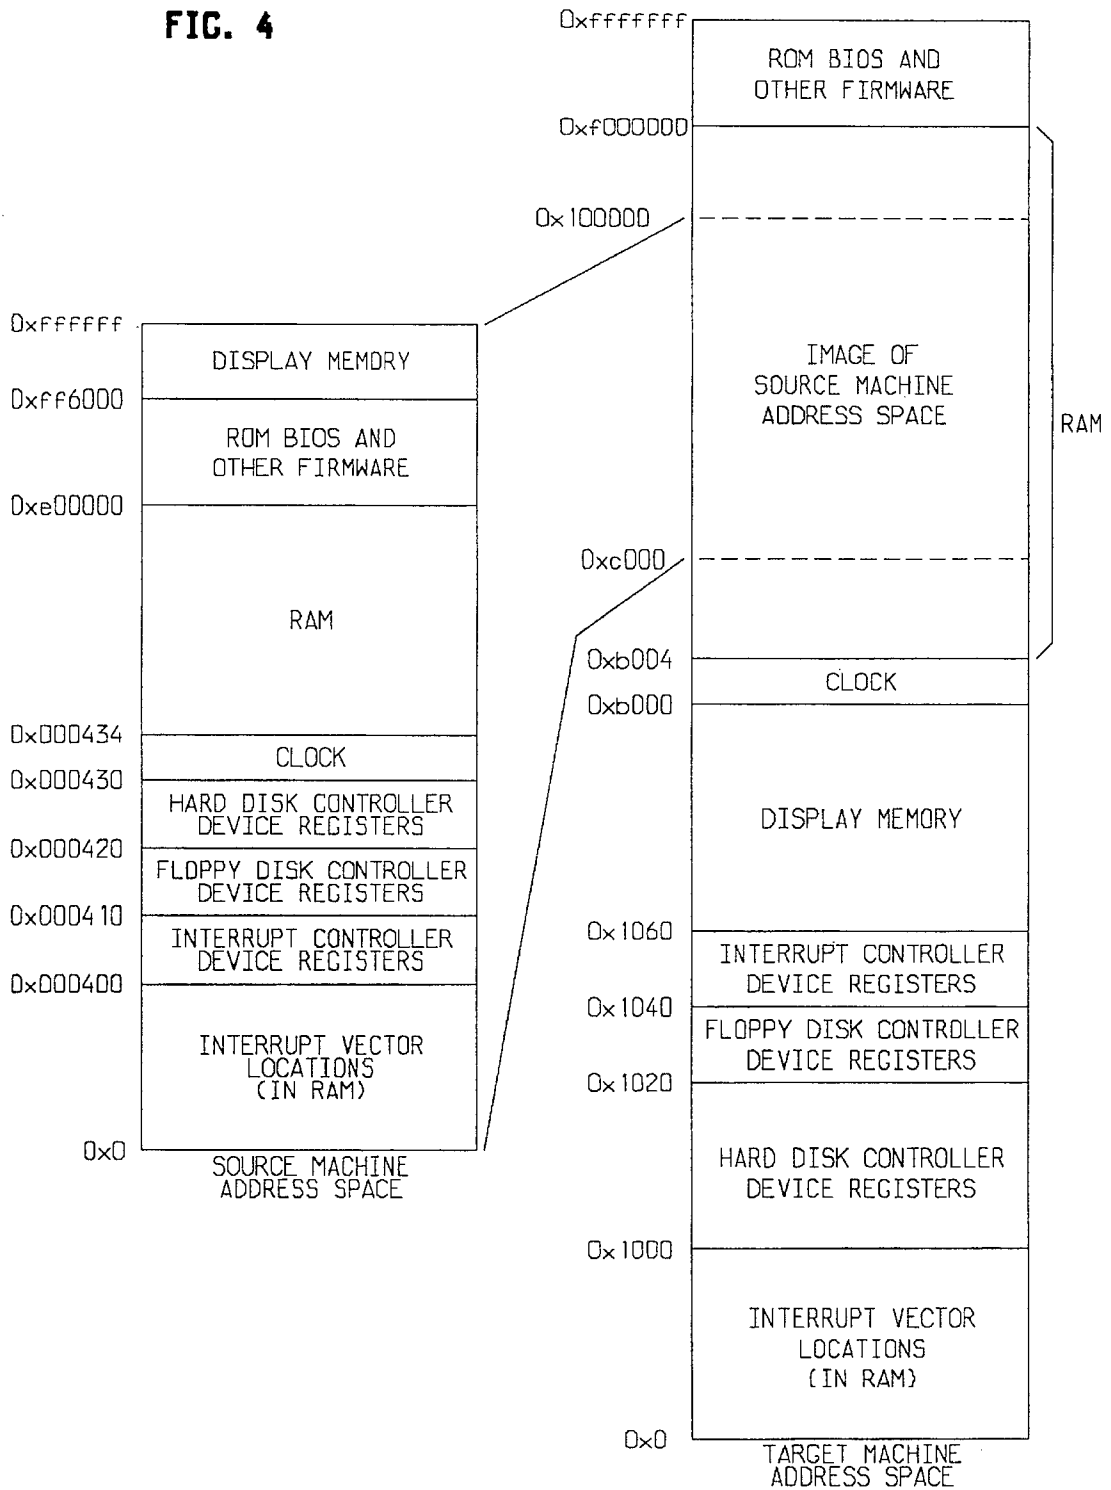 FIG. 4
0xffffff
DISPLAY MEMORY
0xff6000
ROM BIOS AND
OTHER FIRMWARE
0xe00000
RAM
0x000434
CLOCK
0x000430
HARD DISK CONTROLLER
DEVICE REGISTERS
0x000420
FLOPPY DISK CONTROLLER
DEVICE REGISTERS
0x000410
INTERRUPT CONTROLLER
DEVICE REGISTERS
0x000400
INTERRUPT VECTOR
LOCATIONS
(IN RAM)
0x0
SOURCE MACHINE
ADDRESS SPACE
0xfffffff
ROM BIOS AND
OTHER FIRMWARE
0xf000000
0x100000
IMAGE OF
SOURCE MACHINE
ADDRESS SPACE
RAM
0xc000
0xb004
CLOCK
0xb000
DISPLAY MEMORY
0x1060
INTERRUPT CONTROLLER
DEVICE REGISTERS
0x1040
FLOPPY DISK CONTROLLER
DEVICE REGISTERS
0x1020
HARD DISK CONTROLLER
DEVICE REGISTERS
0x1000
INTERRUPT VECTOR
LOCATIONS
(IN RAM)
0x0
TARGET MACHINE
ADDRESS SPACE